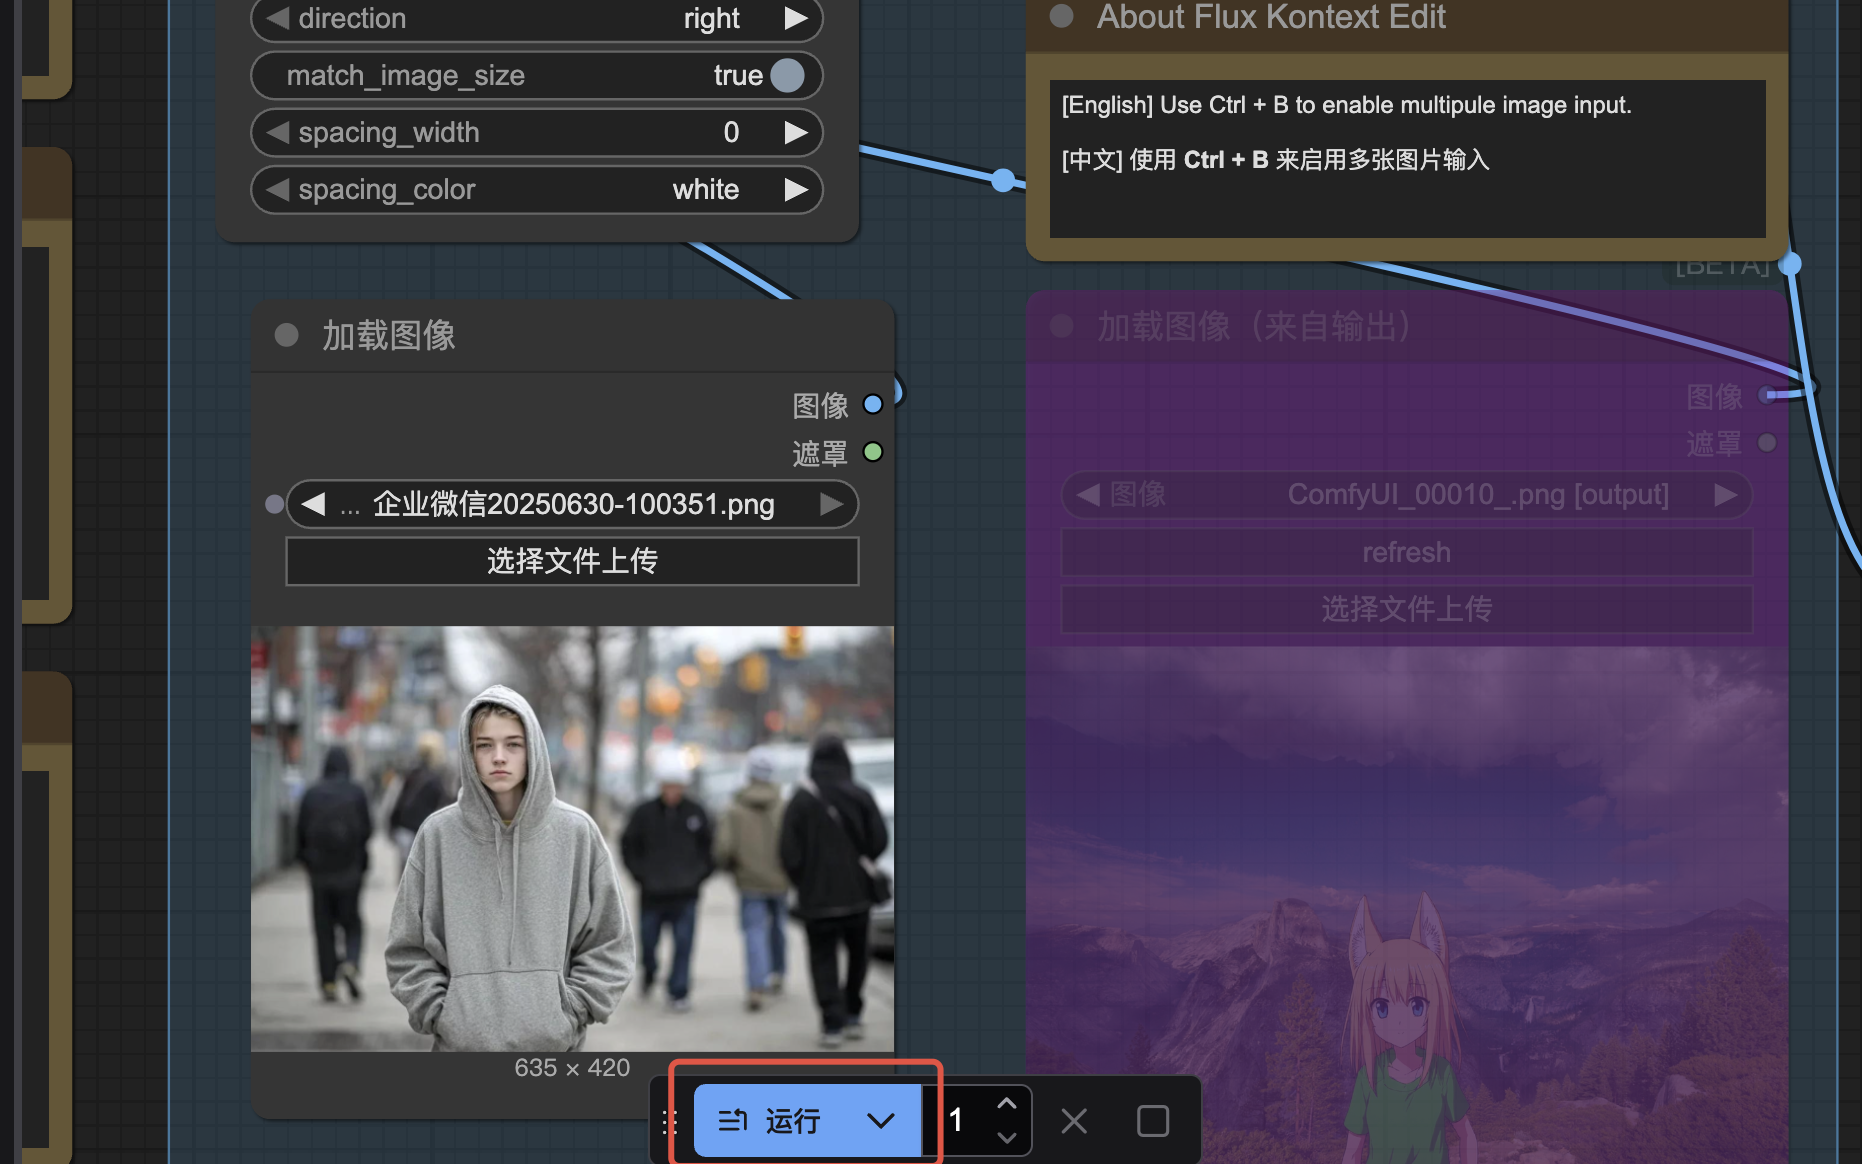 direction right
match_image_size true
spacing_width 0
spacing_color white
About Flux Kontext Edit
[English] Use Ctrl + B to enable multipule image input.
[中文] 使用 Ctrl + B 来启用多张图片输入
[BETA]
加载图像
图像
遮罩
... 企业微信20250630-100351.png
选择文件上传
635 × 420
加载图像（来自输出）
图像
遮罩
图像 ComfyUI_00010_.png [output]
refresh
选择文件上传
运行
1